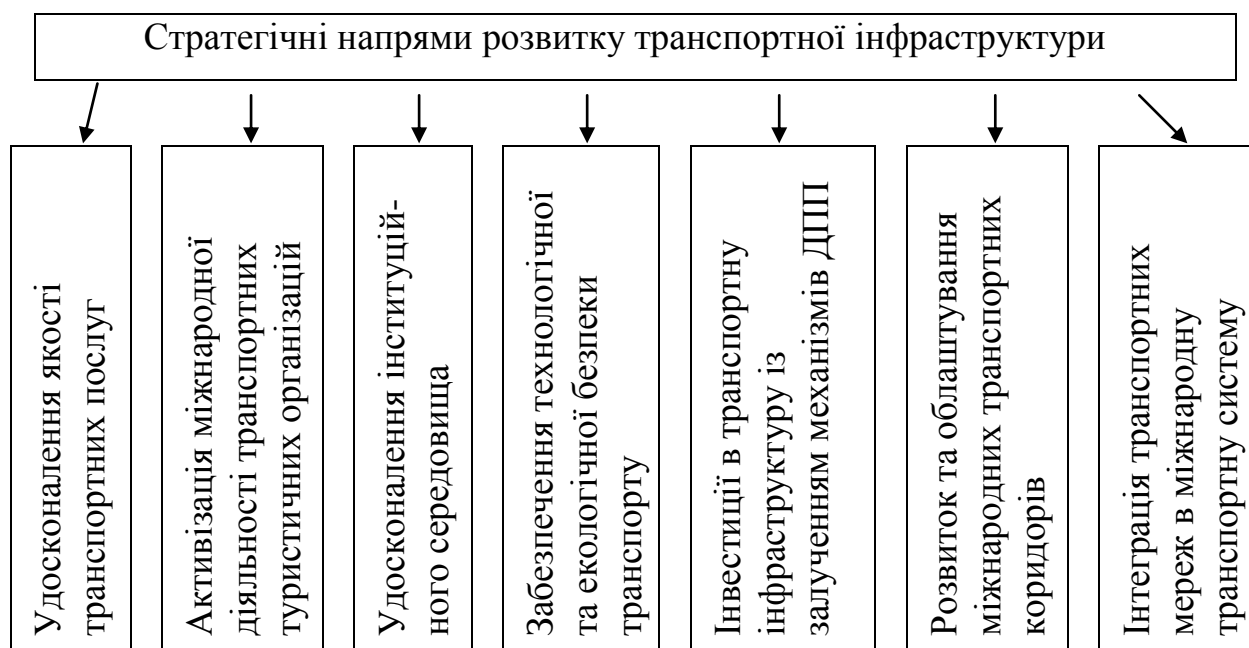 Стратегічні напрями розвитку транспортної інфраструктури
Удосконалення якості
транспортних послуг
Активізація міжнародної
діяльності транспортних
туристичних організацій
Удосконалення інституцій-
ного середовища
Забезпечення технологічної
та екологічної безпеки
транспорту
Інвестиції в транспортну
інфраструктуру із
залученням механізмів ДПП
Розвиток та облаштування
міжнародних транспортних
коридорів
Інтеграція транспортних
мереж в міжнародну
транспортну систему